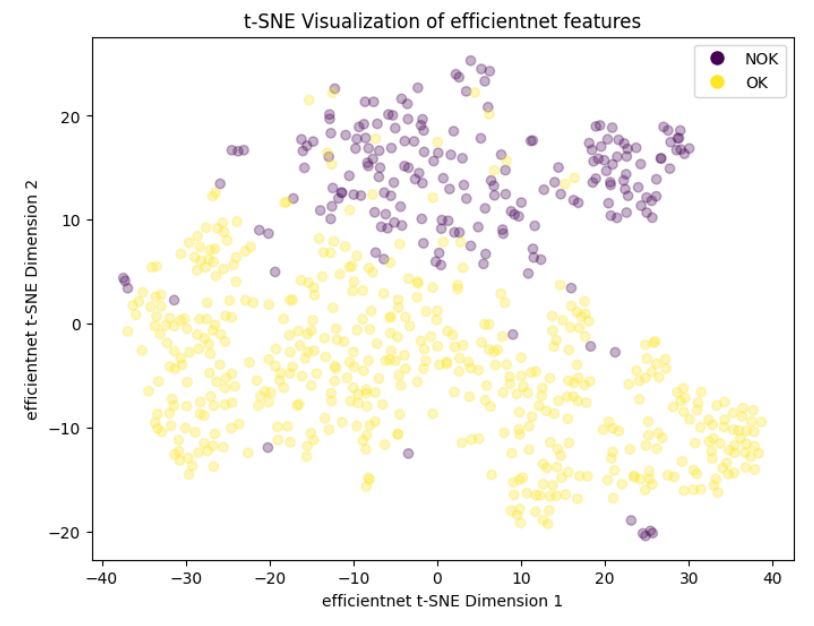 t-SNE Visualization of efficientnet features
NOK
OK
efficientnet t-SNE Dimension 2
20
10
0
−10
−20
−40
−30
−20
−10
0
10
20
30
40
efficientnet t-SNE Dimension 1